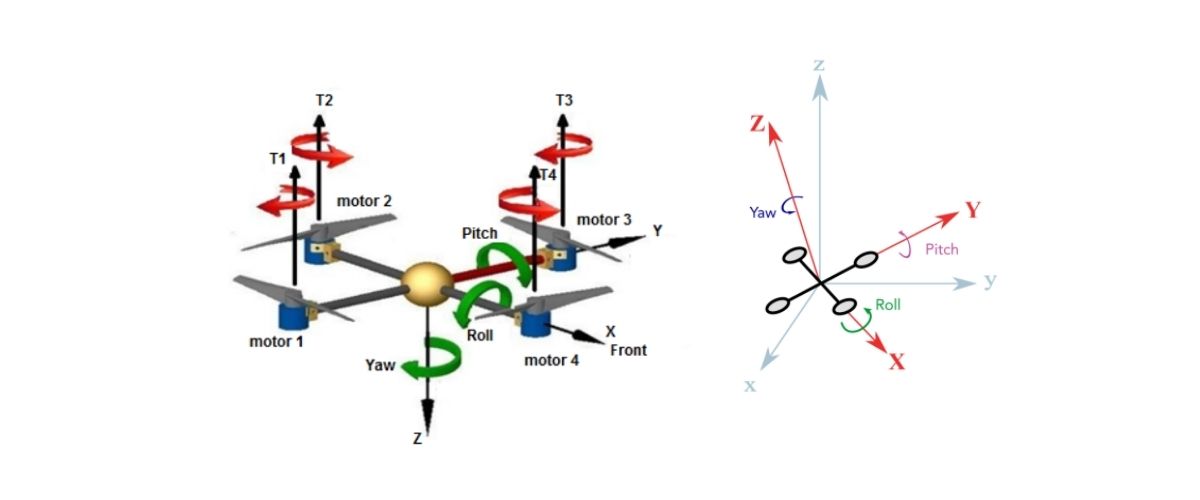 T2
T3
T1
T4
motor 2
motor 3
Pitch
Y
motor 1
Roll
X
Front
motor 4
Yaw
Z
z
Z
Yaw
Y
Pitch
y
Roll
X
x